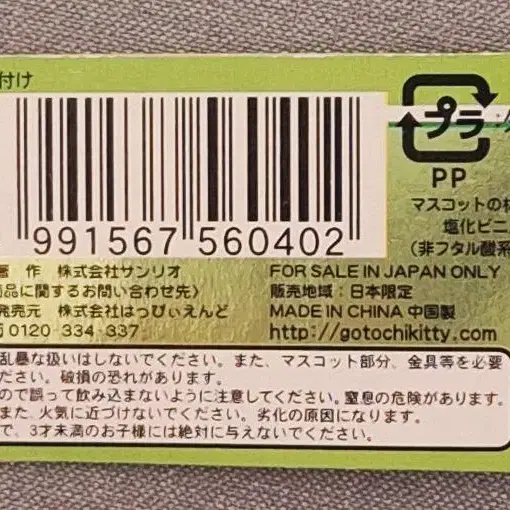 付け
991567 560402
プラ
PP
マスコットの
塩化ビニ
(非フタル酸系
著 作 株式会社サンリオ
商品に関するお問い合わせ先〉
発売元 株式会社はっぴぃえんど
0120 334 337
FOR SALE IN JAPAN ONLY
販売地域:日本限定
MADE IN CHINA 中国製
http://gotochikitty.com
乱暴な扱いはしないでください。また、マスコット部分、金具等を必要
ださい。破損の恐れがあります。
ので誤って飲み込まないように注意してください。窒息の危険があります。
また、火気に近づけないでください。劣化の原因になります。
で、3才未満のお子様には絶対に与えないでください。